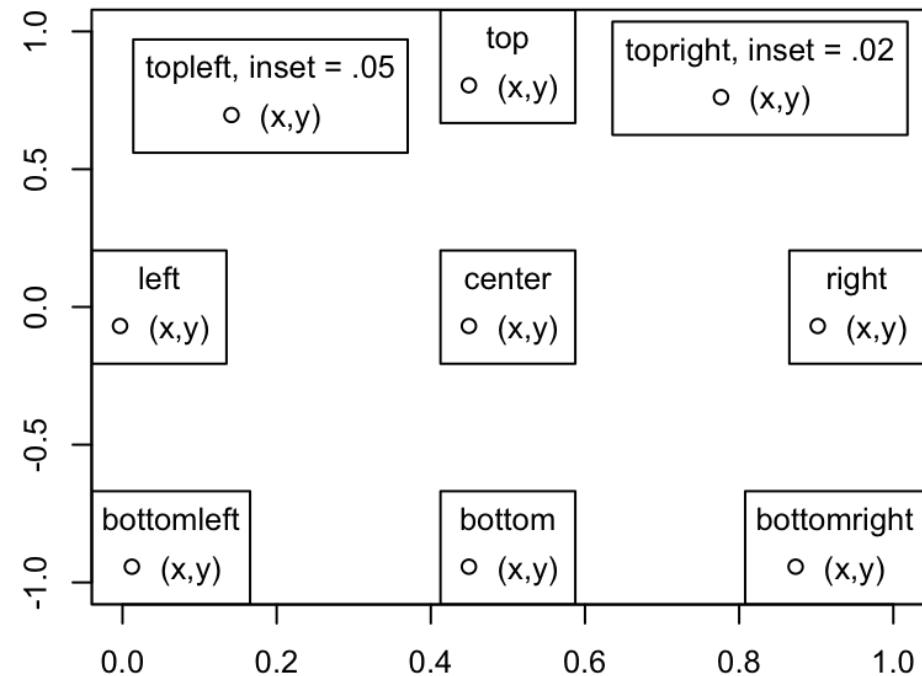 1.0
0.5
0.0
-0.5
-1.0
topleft, inset = .05
(x,y)
top
(x,y)
topright, inset = .02
(x,y)
left
(x,y)
center
(x,y)
right
(x,y)
bottomleft
(x,y)
bottom
(x,y)
bottomright
(x,y)
0.0 0.2 0.4 0.6 0.8 1.0